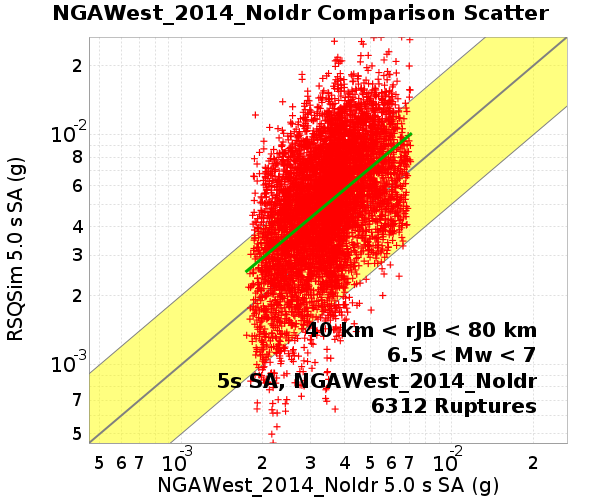 NGAWest_2014_NoIdr Comparison Scatter
2
10-2
8
6
4
3
2
10-3
7
5
RSQSim 5.0 s SA (g)
40 km < rJB < 80 km
6.5 < Mw < 7
5s SA, NGAWest_2014_NoIdr
6312 Ruptures
5 6 7 10-3 2 3 4 5 6 7 10-2 2
NGAWest_2014_NoIdr 5.0 s SA (g)